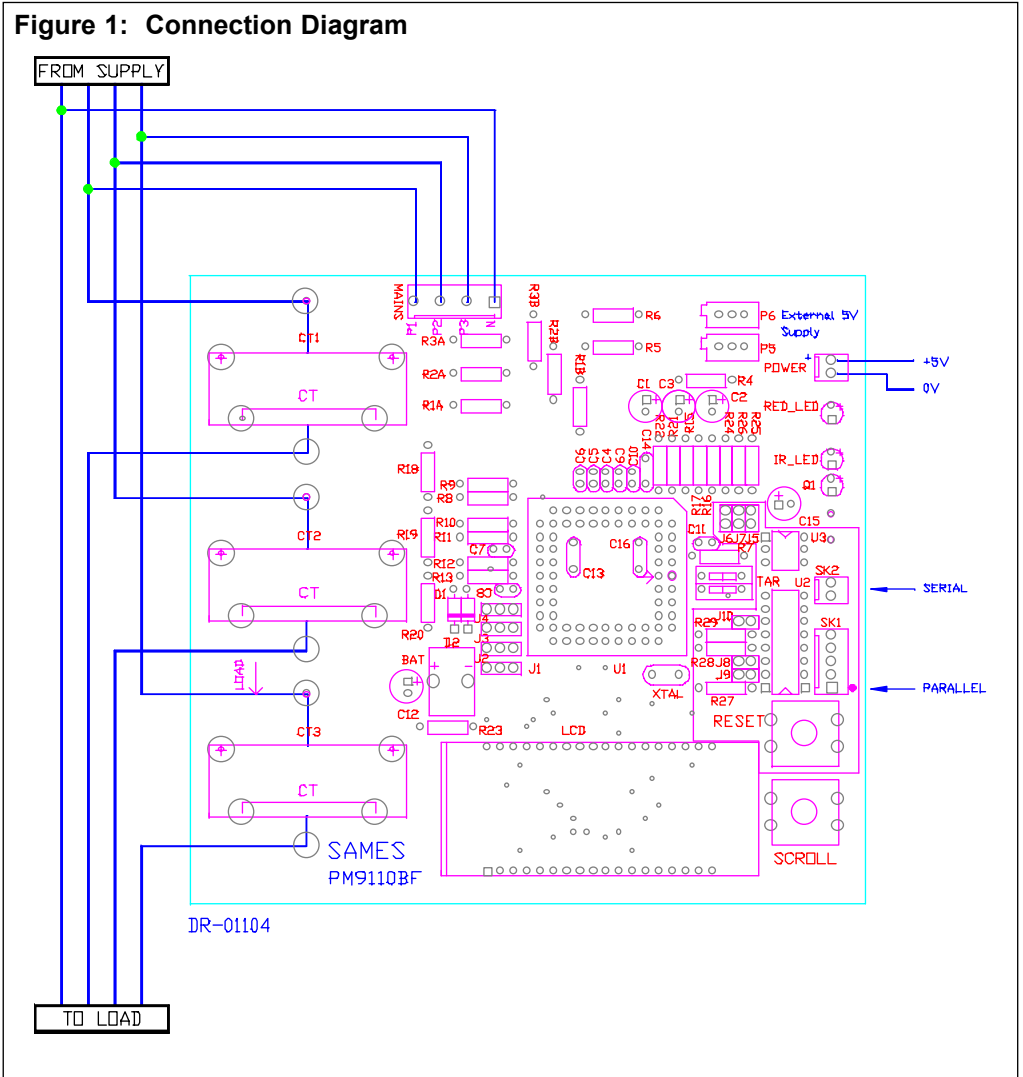 Figure 1: Connection Diagram
FROM SUPPLY
MAINS
P1
P2
P3
N
R3A
R2A
R1A
R3B
R2B
R1B
R6
R5
P6
External 5V
Supply
P5
POWER
+
+5V
0V
C1
C3
C2
R4
RED_LED
IR_LED
Q1
CT1
CT
R18
R9
R8
C6
C5
C4
C9
C10
C14
R22
R21
R15
R24
R26
R25
R17
R16
C15
CT2
CT
R19
R10
R11
C7
R12
R13
C8
C13
C16
C11
J6
J7
J5
R7
U3
TAR
U2
SK2
SERIAL
D1
D2
R20
J4
J3
J2
J1
U1
J10
R29
R28
J8
J9
R27
SK1
PARALLEL
LOAD
BAT
+
-
C12
R23
XTAL
LCD
RESET
CT3
CT
SCROLL
SAMES
PM9110BF
DR-01104
TO LOAD